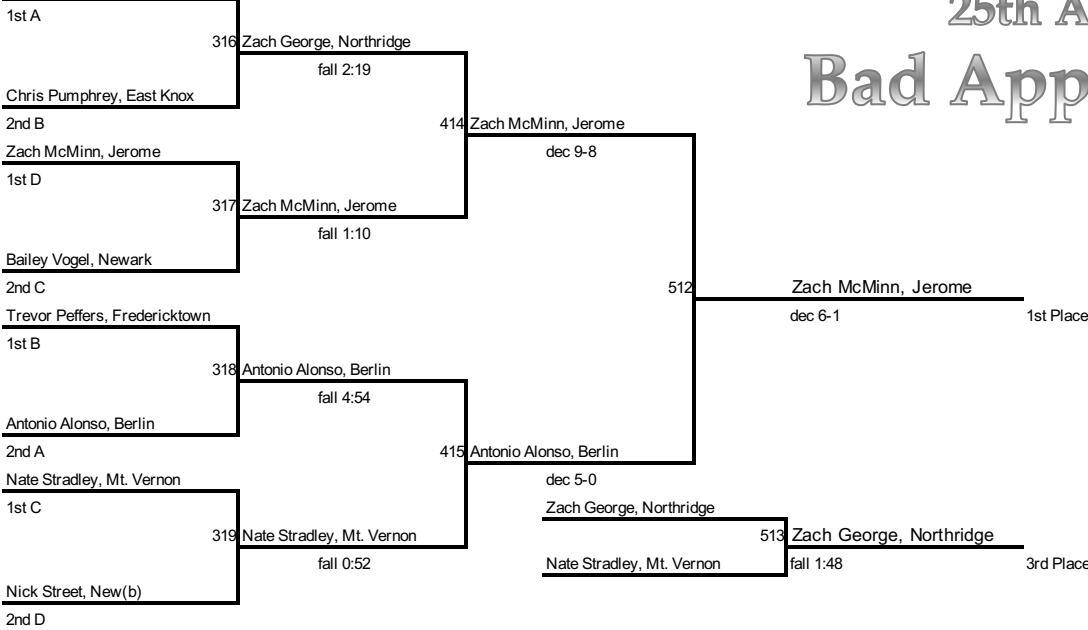 25th A
Bad App
1st A
316 Zach George, Northridge
fall 2:19
Chris Pumphrey, East Knox
2nd B
414 Zach McMinn, Jerome
dec 9-8
Zach McMinn, Jerome
1st D
317 Zach McMinn, Jerome
fall 1:10
Bailey Vogel, Newark
2nd C
512 Zach McMinn, Jerome
dec 6-1
1st Place
Trevor Peffers, Fredericktown
1st B
318 Antonio Alonso, Berlin
fall 4:54
Antonio Alonso, Berlin
2nd A
415 Antonio Alonso, Berlin
dec 5-0
Nate Stradley, Mt. Vernon
1st C
319 Nate Stradley, Mt. Vernon
fall 0:52
Nick Street, New(b)
2nd D
Zach George, Northridge
513 Zach George, Northridge
Nate Stradley, Mt. Vernon
fall 1:48
3rd Place